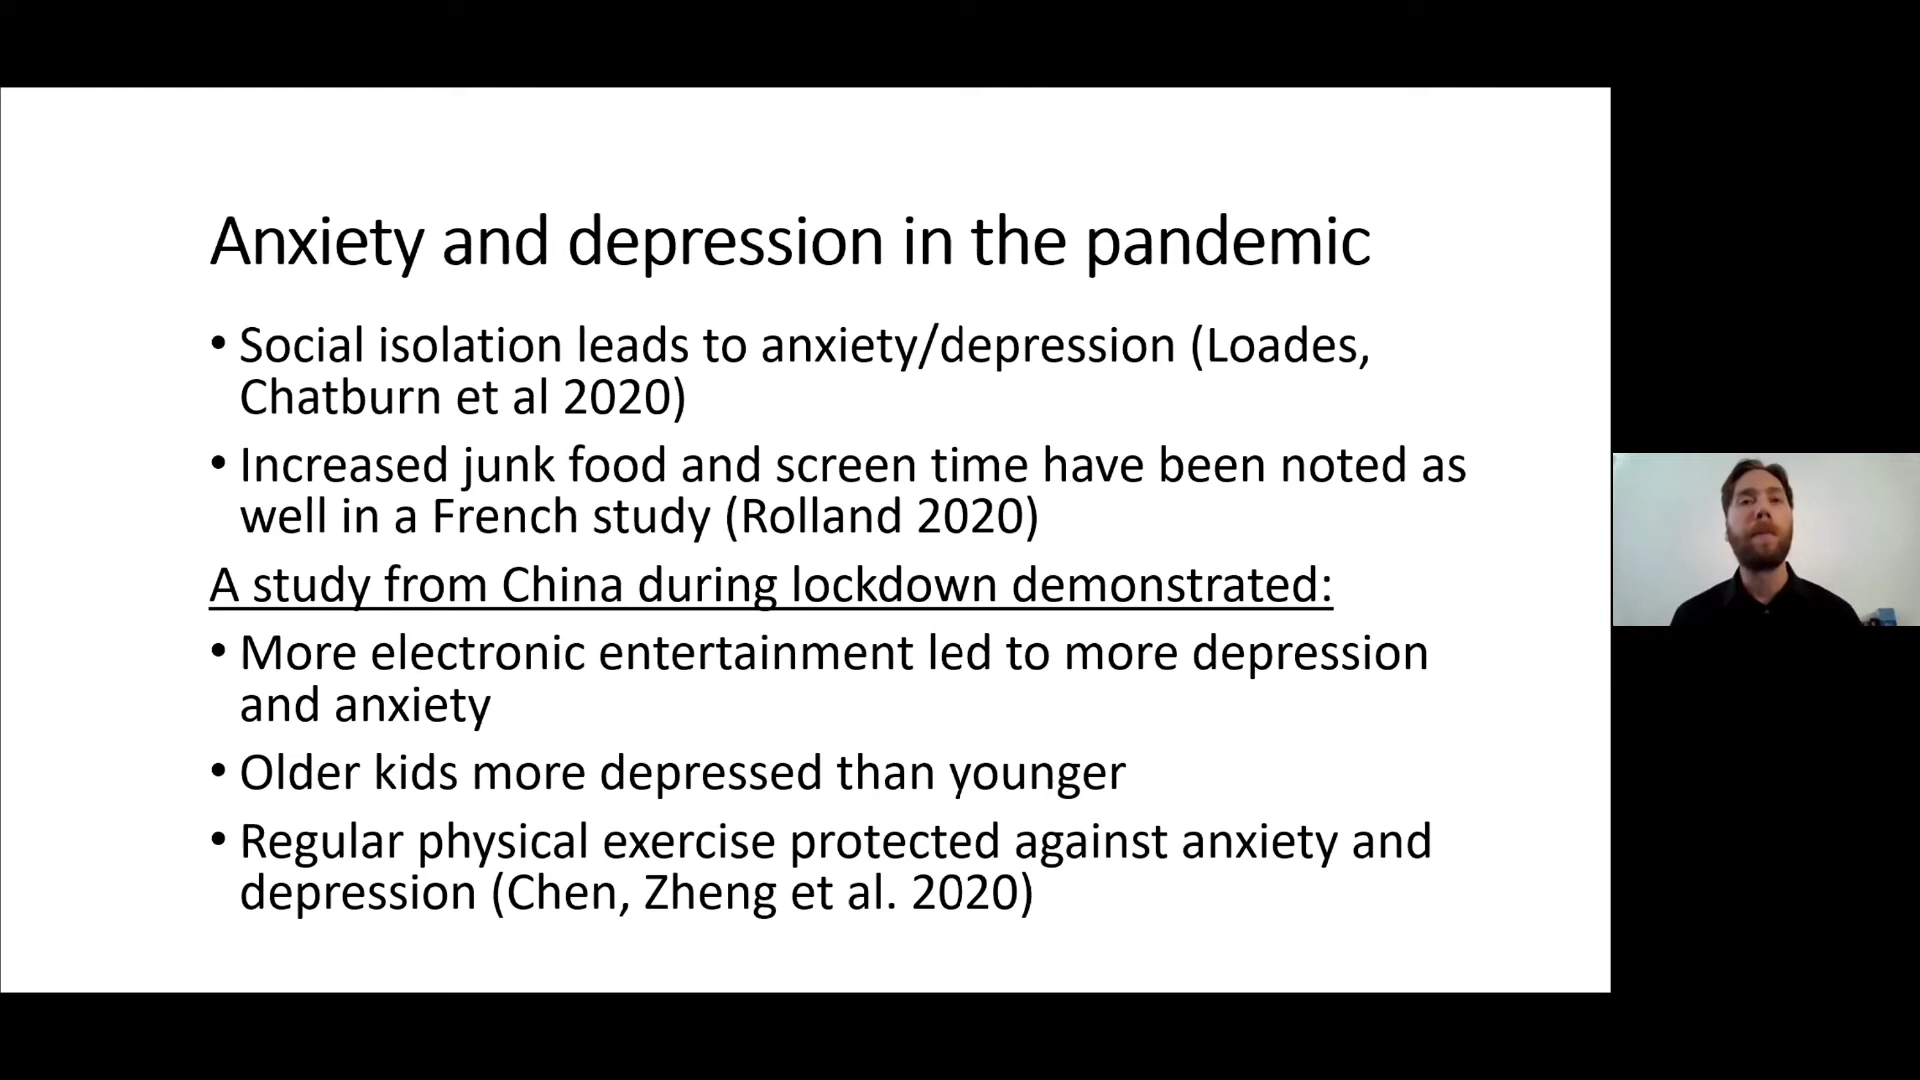 Anxiety and depression in the pandemic
• Social isolation leads to anxiety/depression (Loades,
Chatburn et al 2020)
• Increased junk food and screen time have been noted as
well in a French study (Rolland 2020)
A study from China during lockdown demonstrated:
• More electronic entertainment led to more depression
and anxiety
• Older kids more depressed than younger
• Regular physical exercise protected against anxiety and
depression (Chen, Zheng et al. 2020)